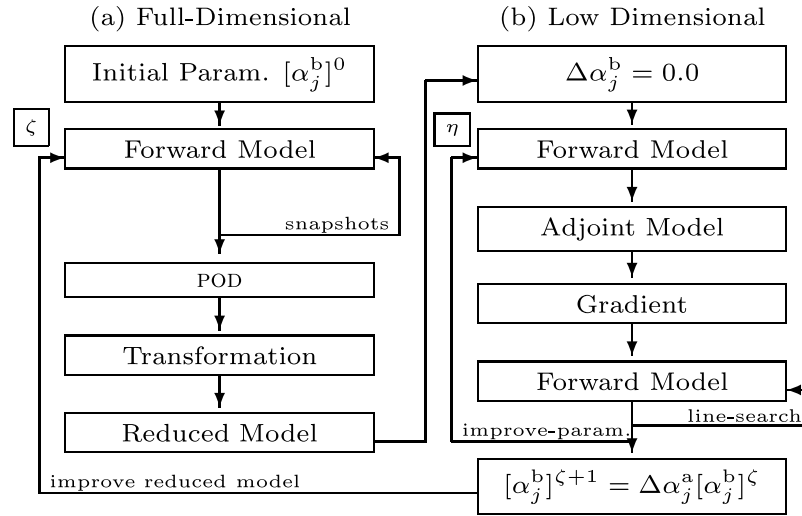 (a) Full-Dimensional
Initial Param. [α_j^b]^0
ζ
Forward Model
snapshots
POD
Transformation
Reduced Model
improve reduced model
(b) Low Dimensional
Δα_j^b = 0.0
η
Forward Model
Adjoint Model
Gradient
Forward Model
line-search
improve-param.
[α_j^b]^{ζ+1} = Δα_j^a[α_j^b]^ζ